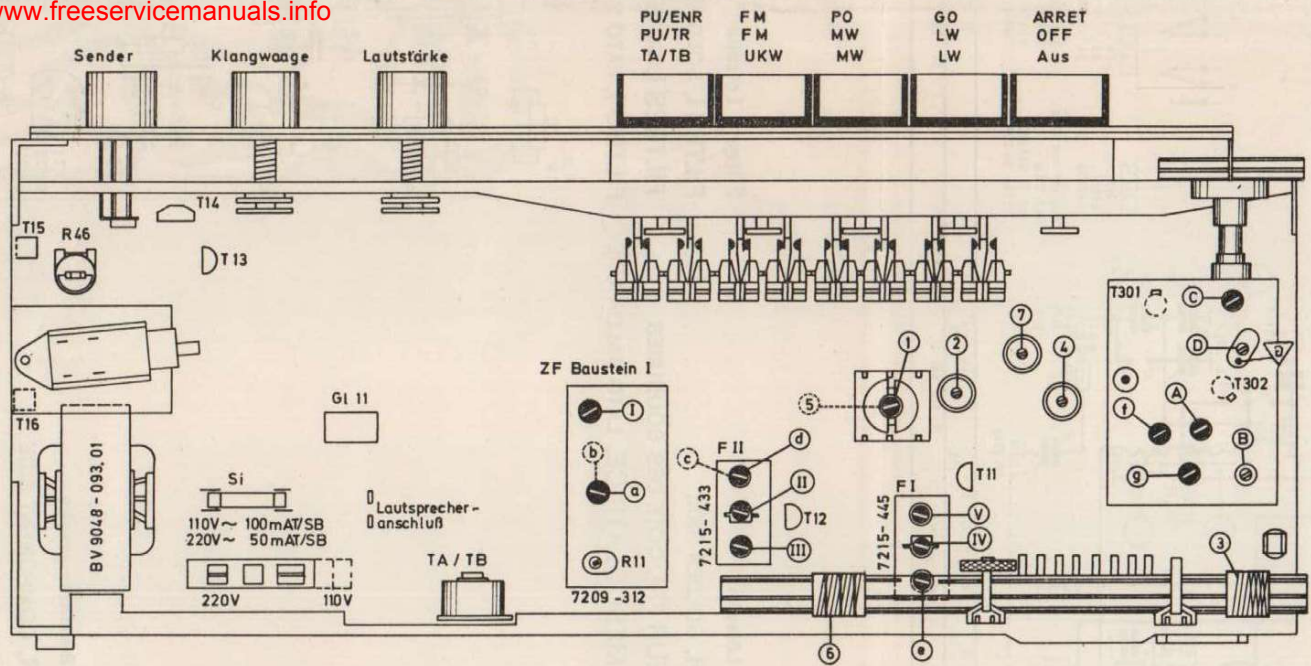 www.freeservicemanuals.info
PU/ENR FM PO GO ARRET
PU/TR FM MW LW OFF
TA/TB UKW MW LW Aus
Sender Klangwaage Lautstärke
T14
T15
R46
T13
T301
C
D
G
T302
A
f
B
g
7
1
2
4
5
ZF Baustein I
I
b
a
R11
7209-312
Gl 11
T16
BV 9048-093,01
Si
110V~ 100mAT/SB
220V~ 50mAT/SB
220V 110V
Lautsprecher-
anschluß
TA/TB
F II
c
d
II
T12
III
7215-433
T11
F I
V
IV
7215-445
e
6
3